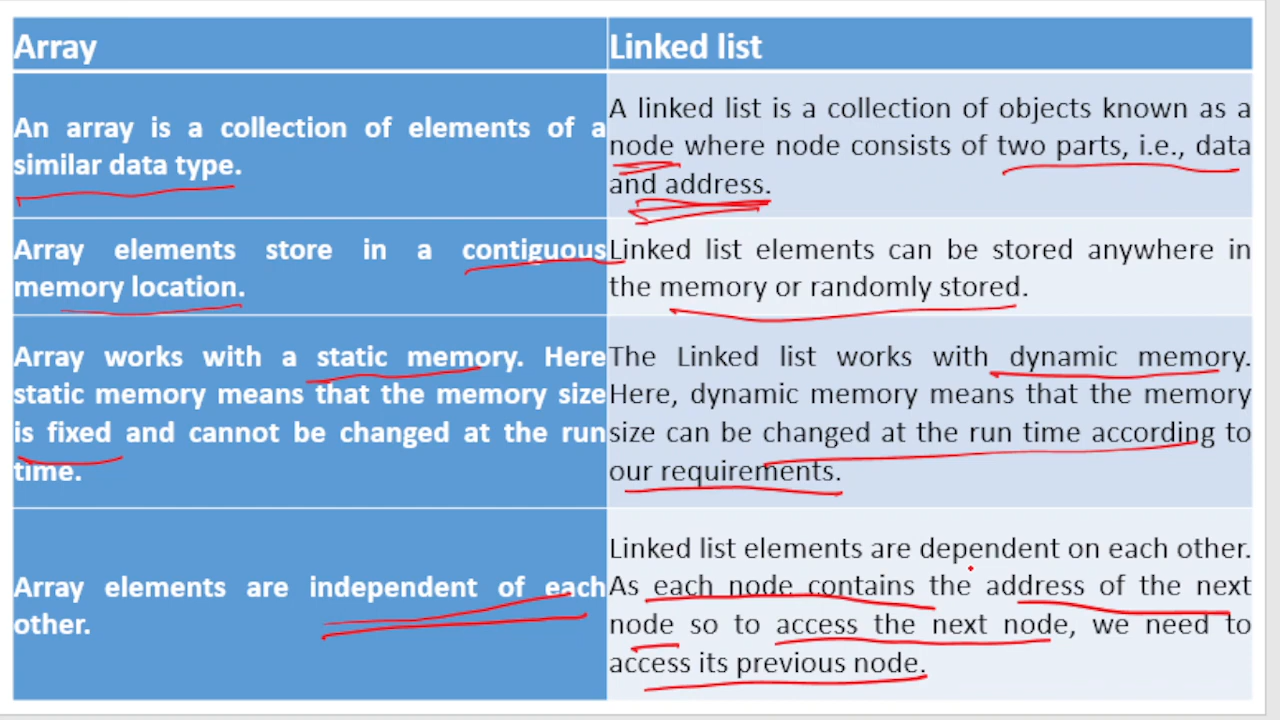 Array
Linked list
An array is a collection of elements of a
similar data type.
A linked list is a collection of objects known as a
node where node consists of two parts, i.e., data
and address.
Array elements store in a contiguous
memory location.
Linked list elements can be stored anywhere in
the memory or randomly stored.
Array works with a static memory. Here
static memory means that the memory size
is fixed and cannot be changed at the run
time.
The Linked list works with dynamic memory.
Here, dynamic memory means that the memory
size can be changed at the run time according to
our requirements.
Array elements are independent of each
other.
Linked list elements are dependent on each other.
As each node contains the address of the next
node so to access the next node, we need to
access its previous node.